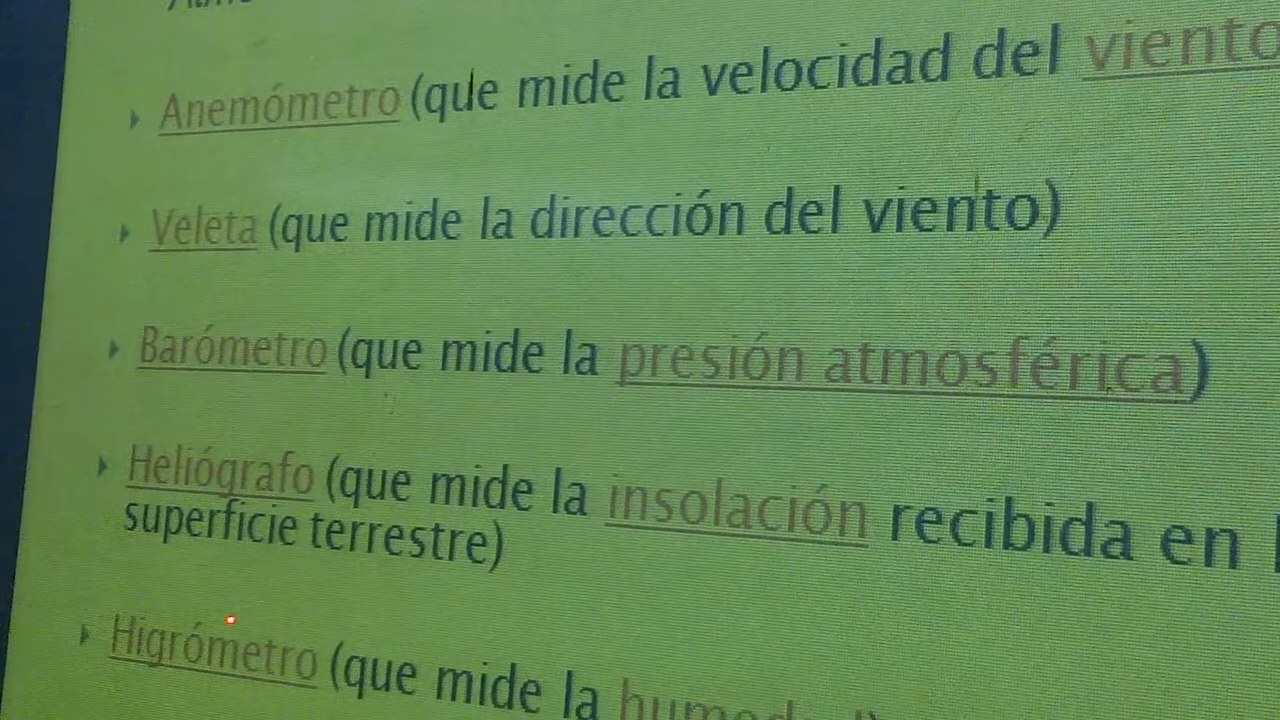 Anemómetro (que mide la velocidad del viento
Veleta (que mide la dirección del viento)
Barómetro (que mide la presión atmosférica)
Heliógrafo (que mide la insolación recibida en
superficie terrestre)
Higrómetro (que mide la